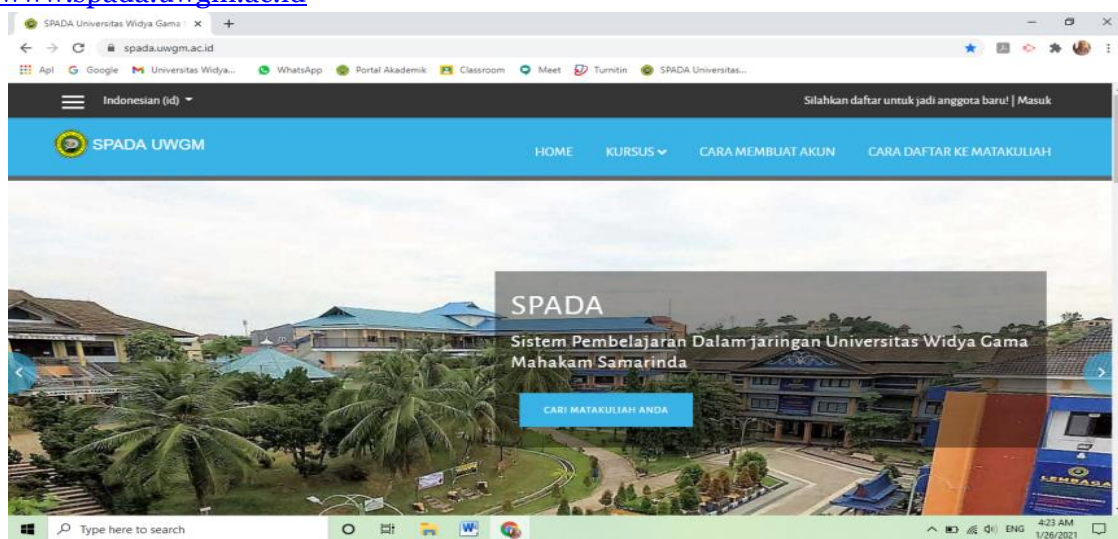 www.spada.uwgm.ac.id
SPADA Universitas Widya Gama
spada.uwgm.ac.id
Apl Google Universitas Widya... WhatsApp Portal Akademik Classroom Meet Turnitin SPADA Universitas...
Indonesian (id) Silahkan daftar untuk jadi anggota baru! | Masuk
SPADA UWGM HOME KURSUS CARA MEMBUAT AKUN CARA DAFTAR KE MATAKULIAH
SPADA
Sistem Pembelajaran Dalam jaringan Universitas Widya Gama
Mahakam Samarinda
CARI MATAKULIAH ANDA
LEMBAGA
Type here to search ENG 4:23 AM
1/26/2021